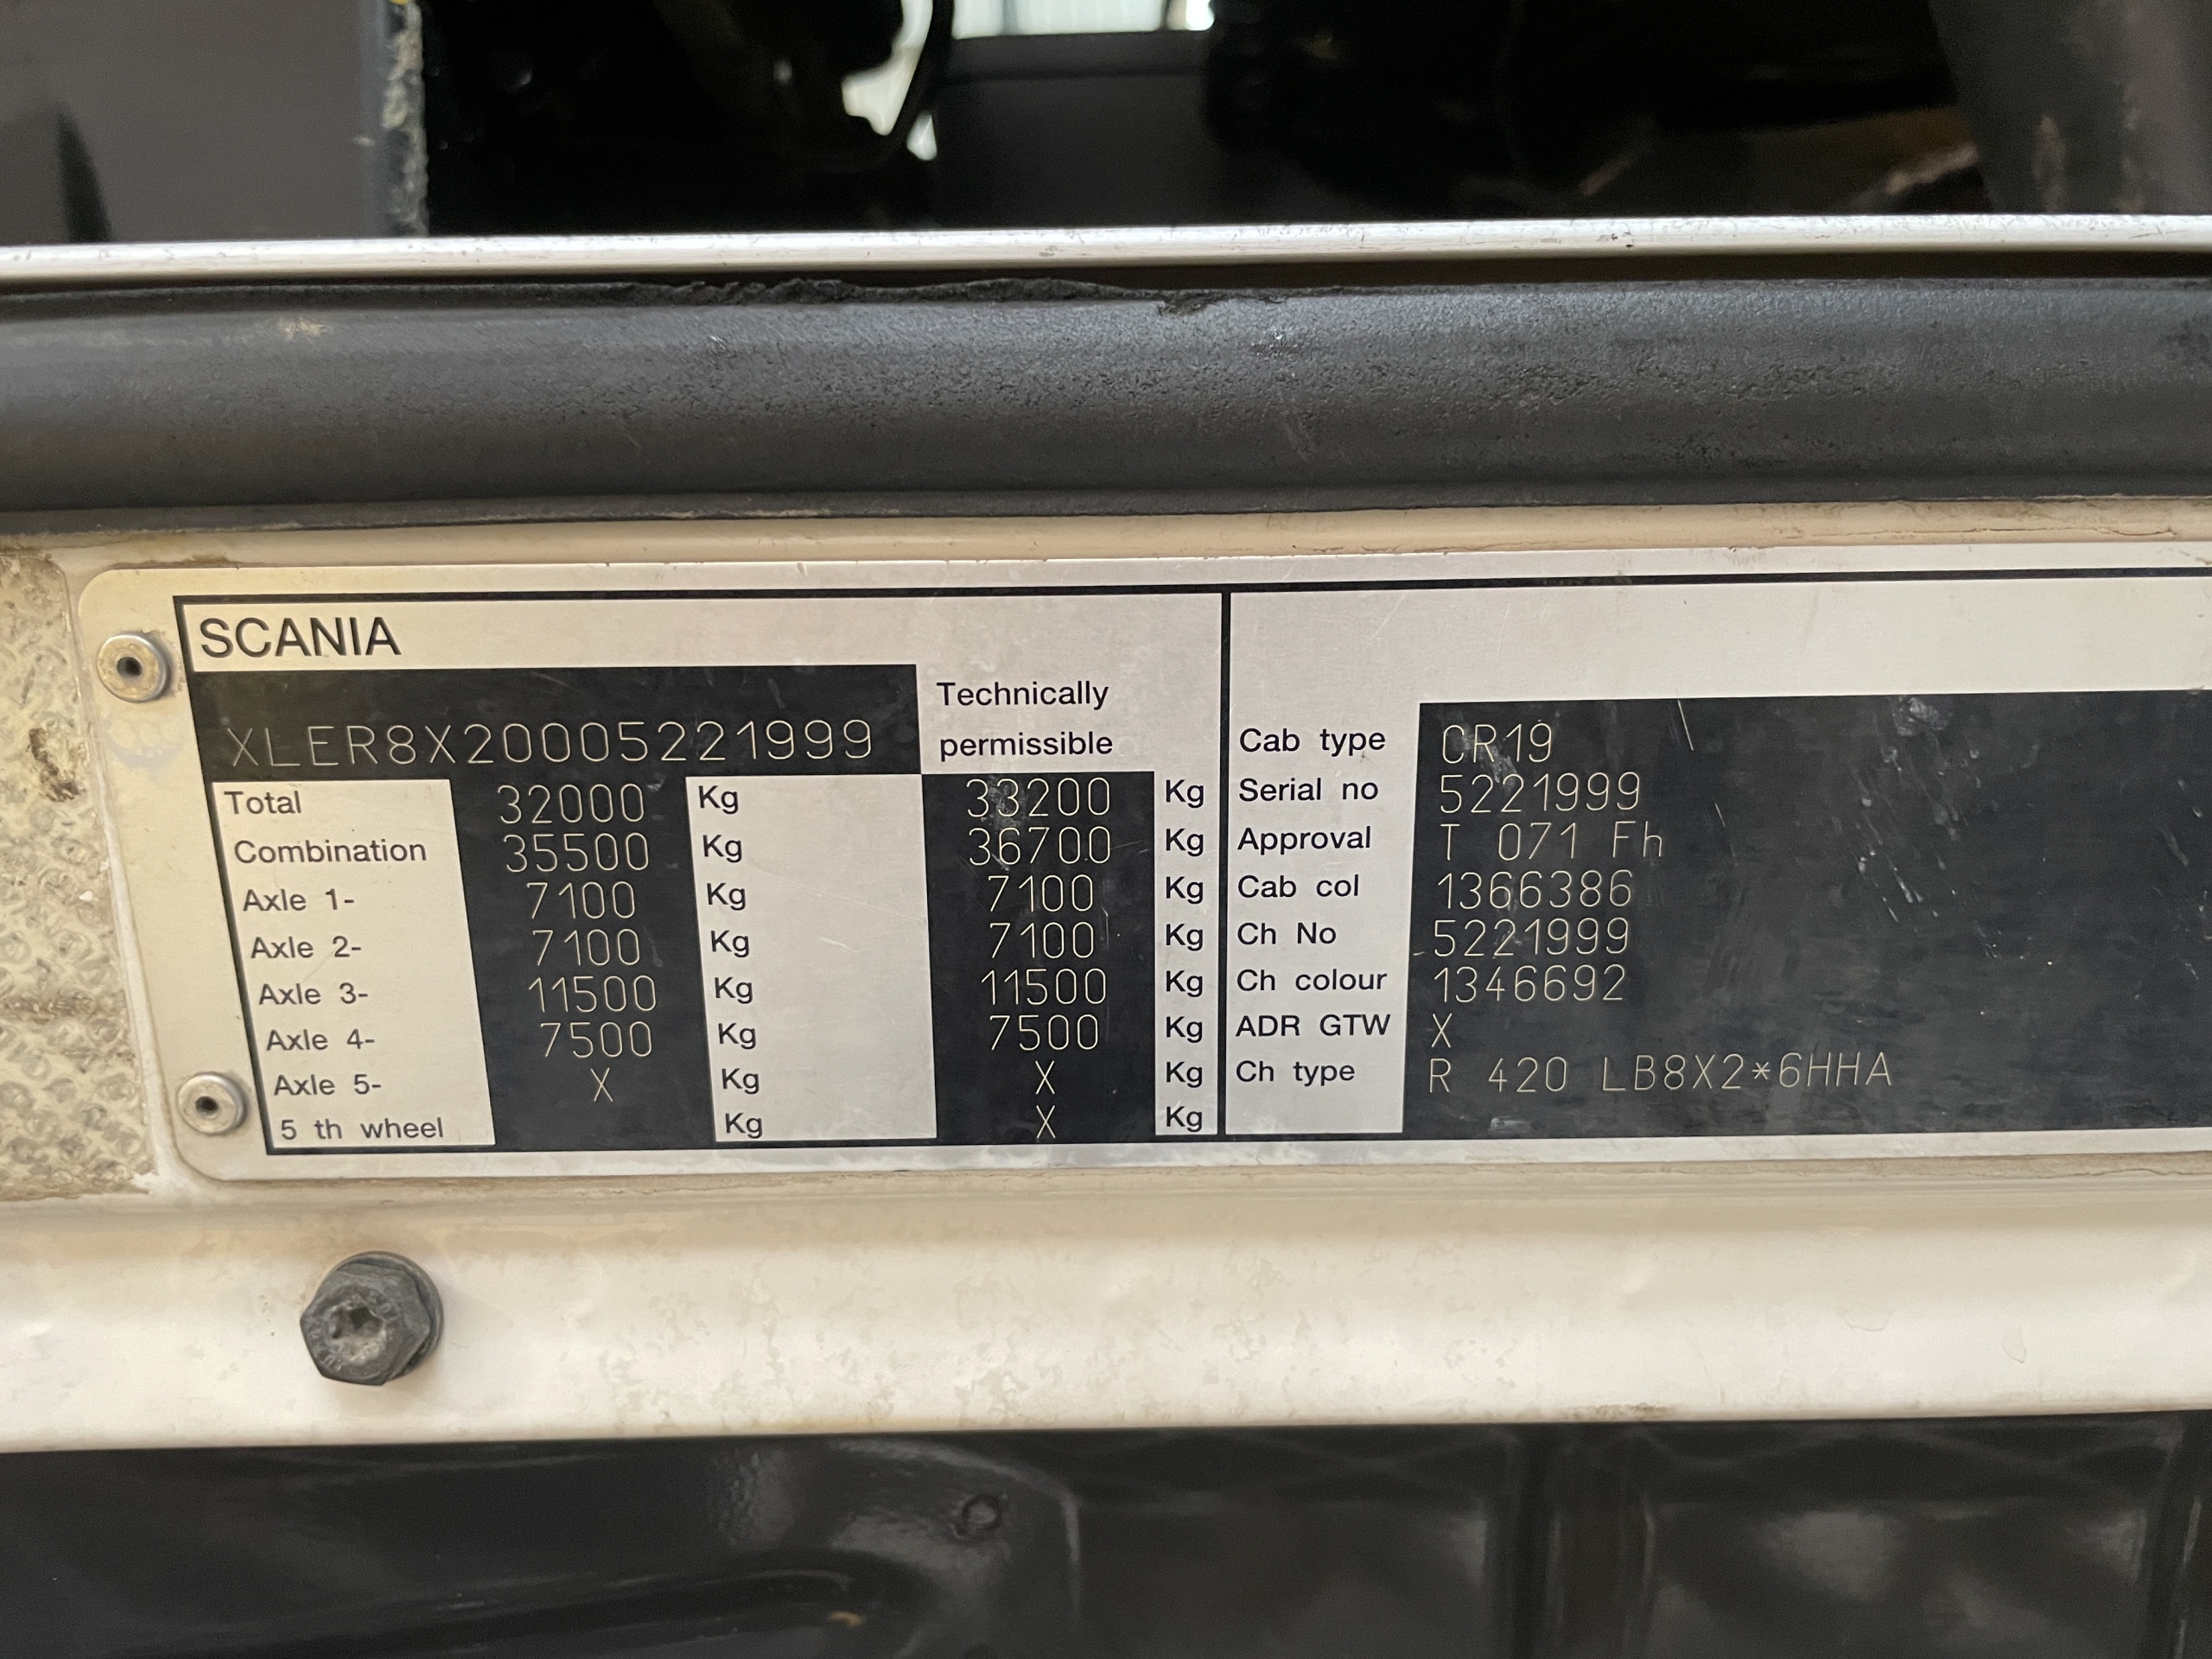 SCANIA
XLER8X20005221999 Technically permissible
Total 32000 Kg 33200 Kg
Combination 35500 Kg 36700 Kg
Axle 1- 7100 Kg 7100 Kg
Axle 2- 7100 Kg 7100 Kg
Axle 3- 11500 Kg 11500 Kg
Axle 4- 7500 Kg 7500 Kg
Axle 5- X Kg X Kg
5 th wheel Kg X Kg
Cab type CR19
Serial no 5221999
Approval T 071 Fh
Cab col 1366386
Ch No 5221999
Ch colour 1346692
ADR GTW X
Ch type R 420 LB8X2*6HHA